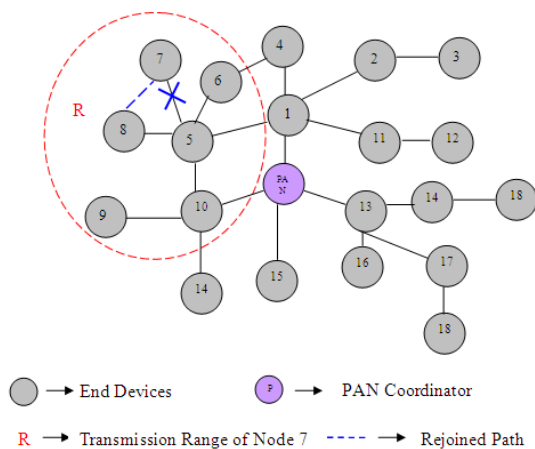 4
7
6
2
3
R
1
8
5
11
12
PA
N
10
13
14
18
9
16
17
15
14
18
P
End Devices
PAN Coordinator
R
Transmission Range of Node 7
Rejoined Path